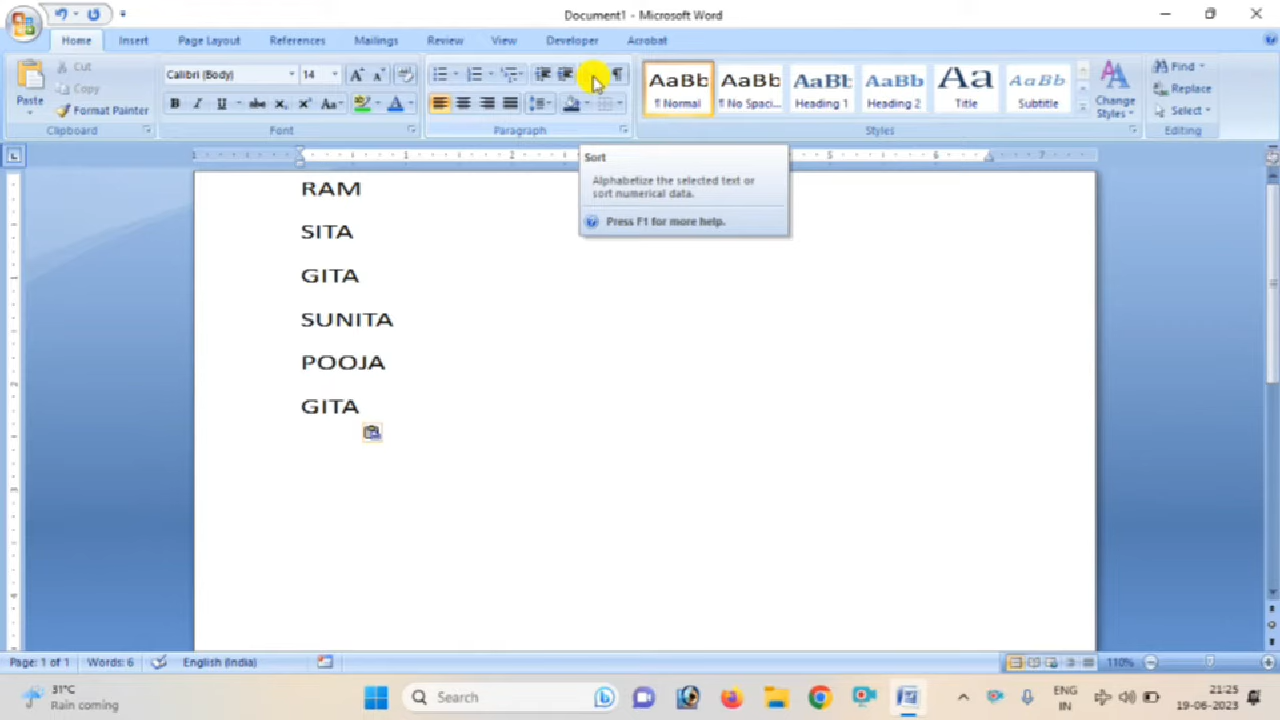 Document1 - Microsoft Word
Home Insert Page Layout References Mailings Review View Developer Acrobat
Paste
Cut
Copy
Format Painter
Clipboard
Calibri (Body) 14
Font
Paragraph
AaBb AaBb AaBb AaBb AaBb AaBb
¶ Normal ¶ No Spaci... Heading 1 Heading 2 Title Subtitle
Change Styles
Styles
Find
Replace
Select
Editing
Sort
Alphabetize the selected text or
sort numerical data.
Press F1 for more help.
RAM
SITA
GITA
SUNITA
POOJA
GITA
Page: 1 of 1 Words: 6 English (India) 110%
31°C
Rain coming
Search
ENG
IN
21:25
19-06-2023